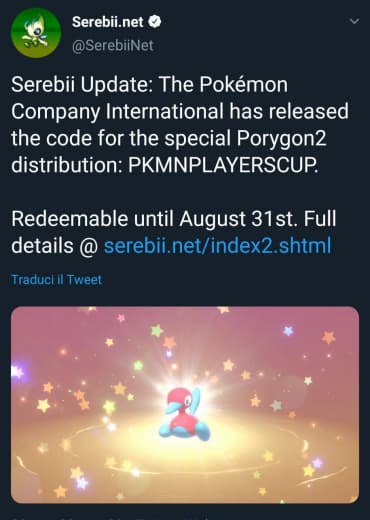 Serebii.net
@SerebiiNet
Serebii Update: The Pokémon
Company International has released
the code for the special Porygon2
distribution: PKMNPLAYERSCUP.
Redeemable until August 31st. Full
details @ serebii.net/index2.shtml
Traduci il Tweet